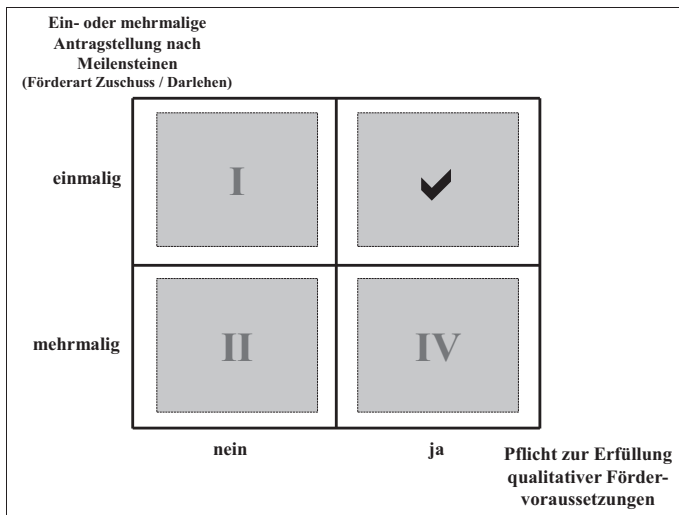 Ein- oder mehrmalige
Antragstellung nach
Meilensteinen
(Förderart Zuschuss / Darlehen)
einmalig
I
mehrmalig
II
IV
nein
ja
Pflicht zur Erfüllung
qualitativer Förder-
voraussetzungen